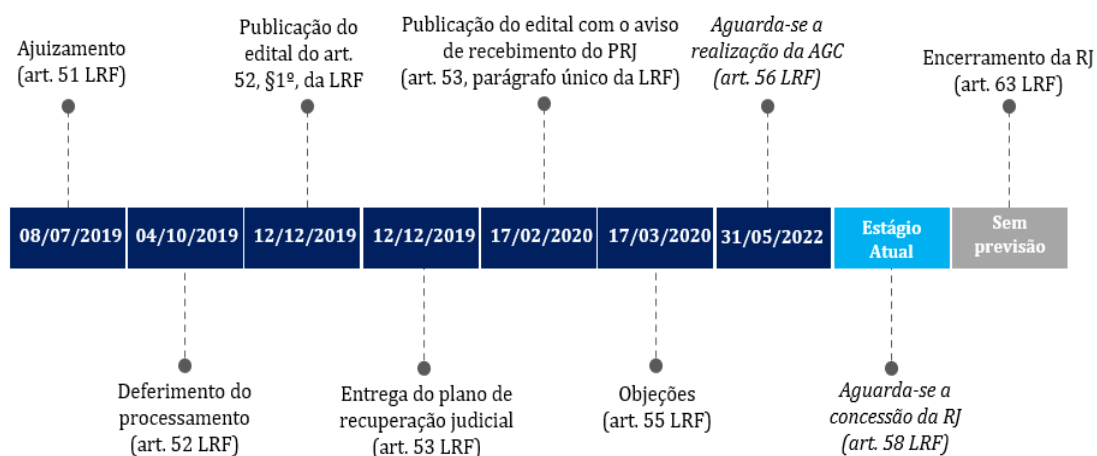 Ajuizamento
(art. 51 LRF)
Publicação do
edital do art.
52, §1º, da LRF
Publicação do edital com o aviso
de recebimento do PRJ
(art. 53, parágrafo único da LRF)
Aguarda-se a
realização da AGC
(art. 56 LRF)
Encerramento da RJ
(art. 63 LRF)
08/07/2019
04/10/2019
12/12/2019
12/12/2019
17/02/2020
17/03/2020
31/05/2022
Estágio
Atual
Sem
previsão
Deferimento do
processamento
(art. 52 LRF)
Entrega do plano de
recuperação judicial
(art. 53 LRF)
Objeções
(art. 55 LRF)
Aguarda-se a
concessão da RJ
(art. 58 LRF)